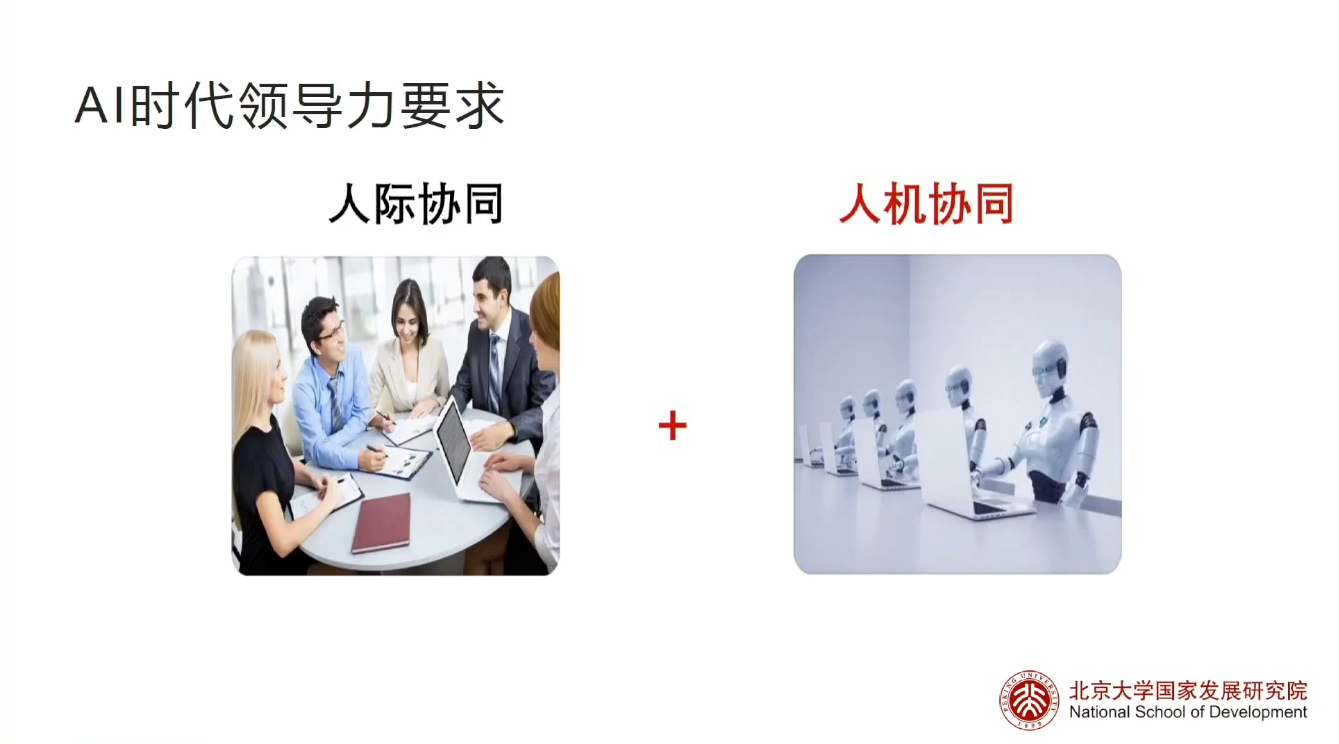 AI时代领导力要求
人际协同
人机协同
+
北京大学国家发展研究院
National School of Development
PEKING UNIVERSITY
1898